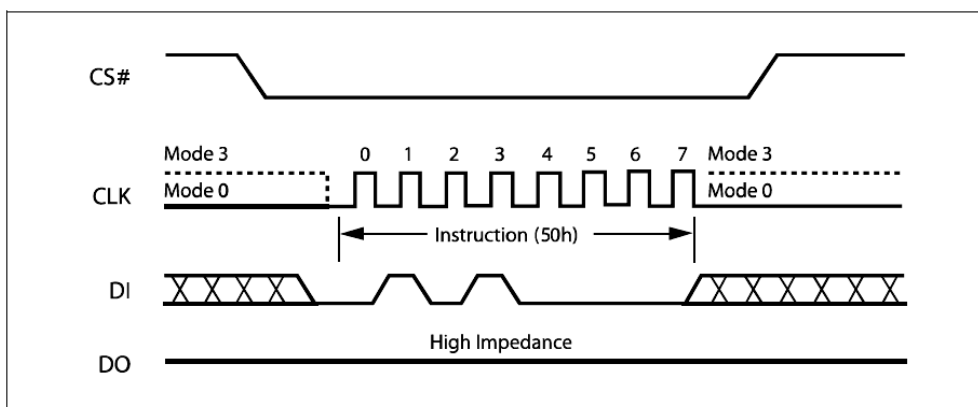 CS#
Mode 3 0 1 2 3 4 5 6 7 Mode 3
CLK Mode 0 Mode 0
Instruction (50h)
DI
High Impedance
DO